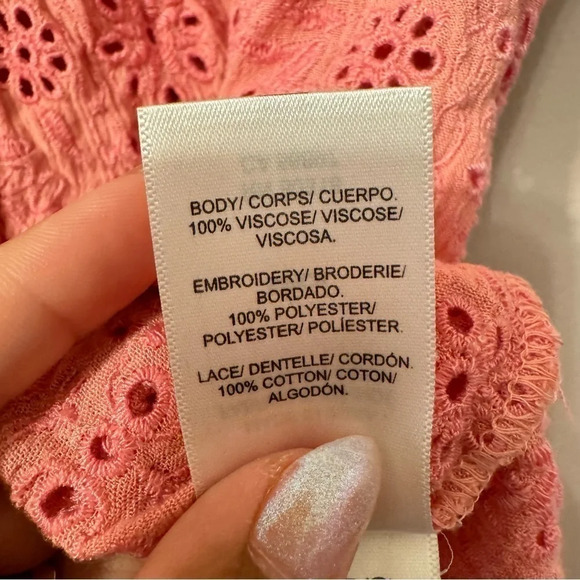 BODY/ CORPS/ CUERPO.
100% VISCOSE/ VISCOSE/
VISCOSA.
EMBROIDERY/ BRODERIE/
BORDADO.
100% POLYESTER/
POLYESTER/ POLÍESTER.
LACE/ DENTELLE/ CORDÓN.
100% COTTON/ COTON/
ALGODÓN.